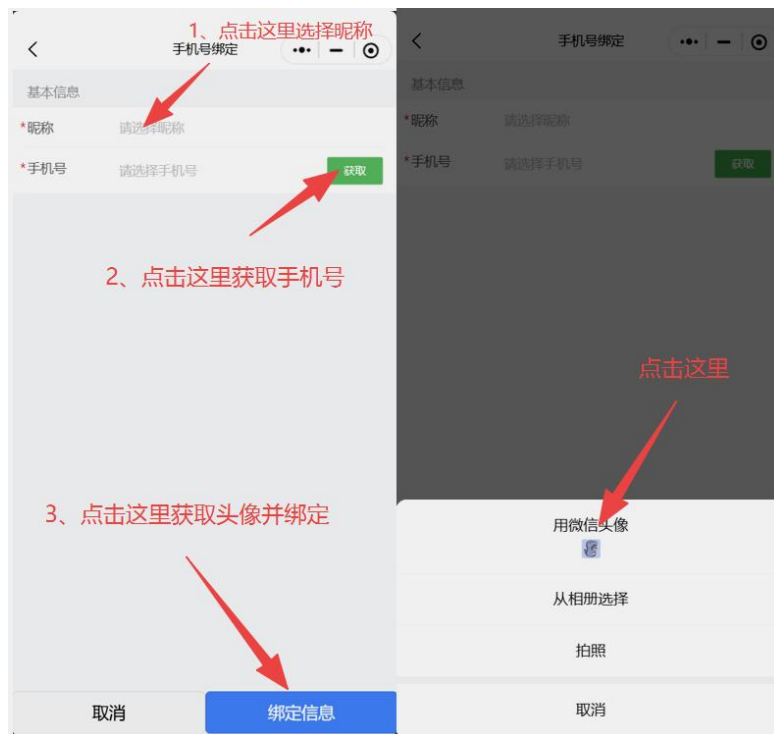 1、点击这里选择昵称
手机号绑定
基本信息
*昵称 请选择昵称
*手机号 请选择手机号 获取
2、点击这里获取手机号
3、点击这里获取头像并绑定
取消 绑定信息
手机号绑定
基本信息
*昵称 请选择昵称
*手机号 请选择手机号 获取
点击这里
用微信头像
从相册选择
拍照
取消